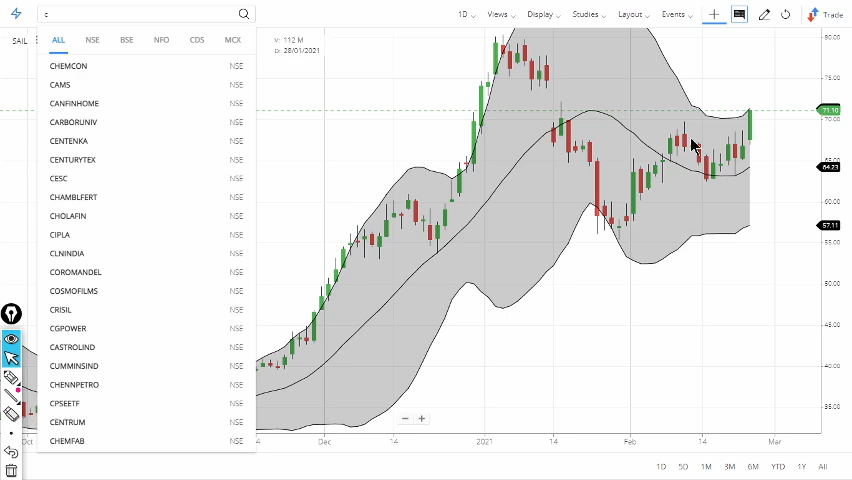 c
1D Views Display Studies Layout Events Trade
SAIL
ALL NSE BSE NFO CDS MCX
V: 112 M
D: 28/01/2021
CHEMCON NSE
CAMS NSE
CANFINHOME NSE
CARBORUNIV NSE
CENTENKA NSE
CENTURYTEX NSE
CESC NSE
CHAMBLFERT NSE
CHOLAFIN NSE
CIPLA NSE
CLNINDIA NSE
COROMANDEL NSE
COSMOFILMS NSE
CRISIL NSE
CGPOWER NSE
CASTROLIND NSE
CUMMINSIND NSE
CHENNPETRO NSE
CPSEETF NSE
CENTRUM NSE
CHEMFAB NSE
80.00
75.00
71.10
70.00
64.23
60.00
57.11
55.00
50.00
45.00
40.00
35.00
Oct 4 Dec 14 2021 14 Feb 14 Mar
1D 5D 1M 3M 6M YTD 1Y All